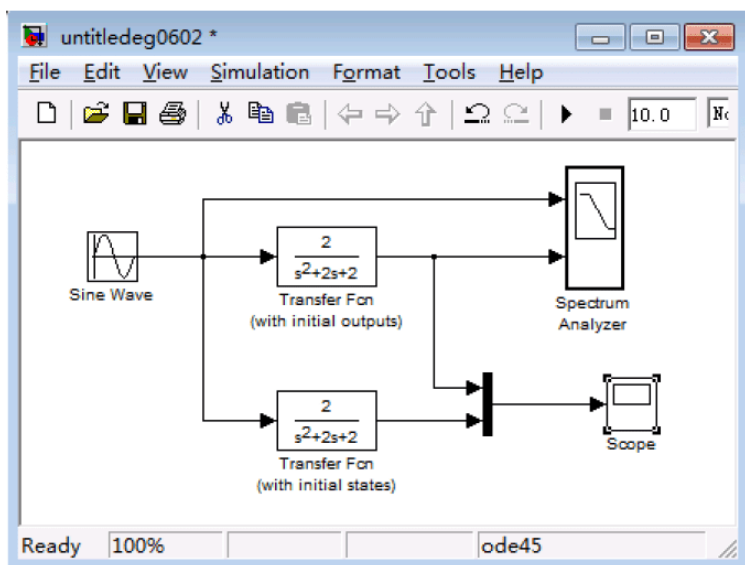 untitledeg0602 *
File Edit View Simulation Format Tools Help
10.0
Sine Wave
2
s²+2s+2
Transfer Fcn
(with initial outputs)
Spectrum
Analyzer
2
s²+2s+2
Transfer Fcn
(with initial states)
Scope
Ready 100% ode45